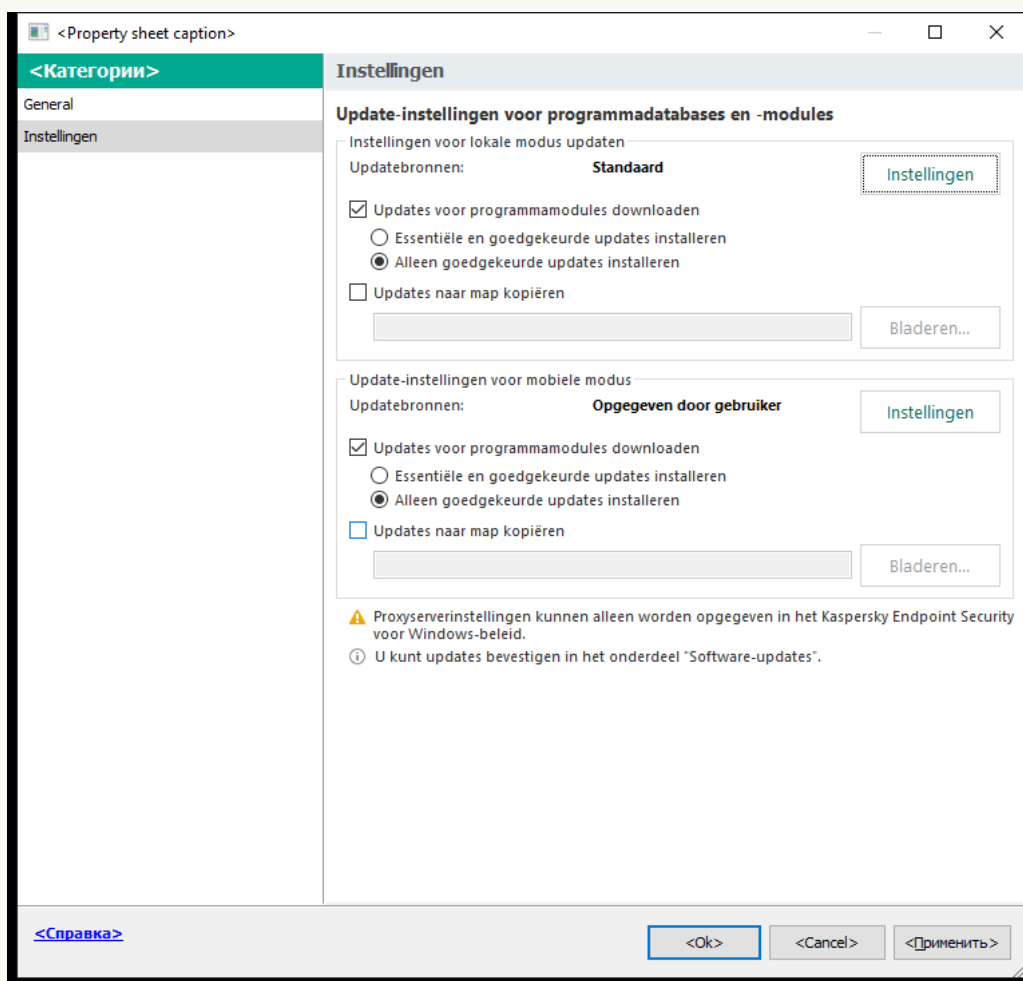 <Property sheet caption>
<Категории>
General
Instellingen
Instellingen
Update-instellingen voor programmadatabases en -modules
Instellingen voor lokale modus updaten
Updatebronnen: Standaard
Instellingen
Updates voor programmamodules downloaden
Essentiële en goedgekeurde updates installeren
Alleen goedgekeurde updates installeren
Updates naar map kopiëren
Bladeren...
Update-instellingen voor mobiele modus
Updatebronnen: Opgegeven door gebruiker
Instellingen
Updates voor programmamodules downloaden
Essentiële en goedgekeurde updates installeren
Alleen goedgekeurde updates installeren
Updates naar map kopiëren
Bladeren...
Proxyserverinstellingen kunnen alleen worden opgegeven in het Kaspersky Endpoint Security
voor Windows-beleid.
U kunt updates bevestigen in het onderdeel "Software-updates".
<Справка>
<Ok> <Cancel> <Применить>